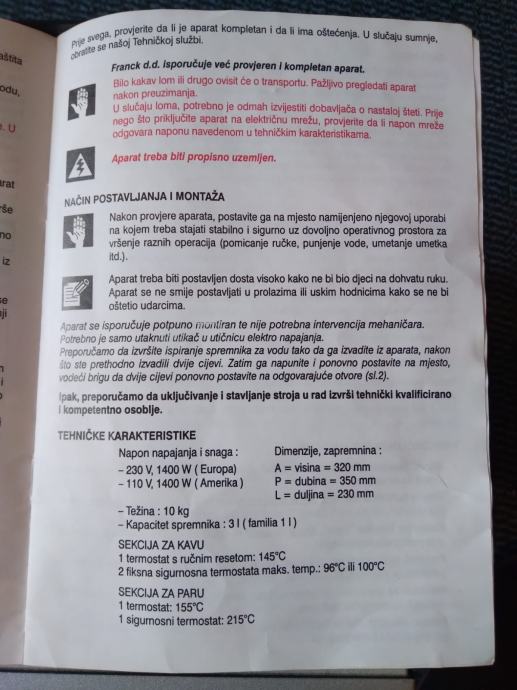 Prije svega, provjerite da li je aparat kompletan i da li ima oštećenja. U slučaju sumnje,
obratite se našoj Tehničkoj službi.
Franck d.d. isporučuje već provjeren i kompletan aparat.
Bilo kakav lom ili drugo ovisit će o transportu. Pažljivo pregledati aparat
nakon preuzimanja.
U slučaju loma, potrebno je odmah izvijestiti dobavljača o nastaloj šteti. Prije
nego što priključite aparat na električnu mrežu, provjerite da li napon mreže
odgovara naponu navedenom u tehničkim karakteristikama.
Aparat treba biti propisno uzemljen.
NAČIN POSTAVLJANJA I MONTAŽA
Nakon provjere aparata, postavite ga na mjesto namijenjeno njegovoj uporabi
na kojem treba stajati stabilno i sigurno uz dovoljno operativnog prostora za
vršenje raznih operacija (pomicanje ručke, punjenje vode, umetanje umetka
itd.).
Aparat treba biti postavljen dosta visoko kako ne bi bio djeci na dohvatu ruku.
Aparat se ne smije postavljati u prolazima ili uskim hodnicima kako se ne bi
oštetio udarcima.
Aparat se isporučuje potpuno montiran te nije potrebna intervencija mehaničara.
Potrebno je samo utaknuti utikač u utičnicu elektro napajanja.
Preporučamo da izvršite ispiranje spremnika za vodu tako da ga izvadite iz aparata, nakon
što ste prethodno izvadili dvije cijevi. Zatim ga napunite i ponovno postavite na mjesto,
vodeći brigu da dvije cijevi ponovno postavite na odgovarajuće otvore (sl.2).
Ipak, preporučamo da uključivanje i stavljanje stroja u rad izvrši tehnički kvalificirano
i kompetentno osoblje.
TEHNIČKE KARAKTERISTIKE
Napon napajanja i snaga :
– 230 V, 1400 W ( Europa)
– 110 V, 1400 W ( Amerika )
Dimenzije, zapremnina :
A = visina = 320 mm
P = dubina = 350 mm
L = duljina = 230 mm
– Težina : 10 kg
– Kapacitet spremnika : 3 l ( familia 1 l )
SEKCIJA ZA KAVU
1 termostat s ručnim resetom: 145°C
2 fiksna sigurnosna termostata maks. temp.: 96°C ili 100°C
SEKCIJA ZA PARU
1 termostat: 155°C
1 sigurnosni termostat: 215°C